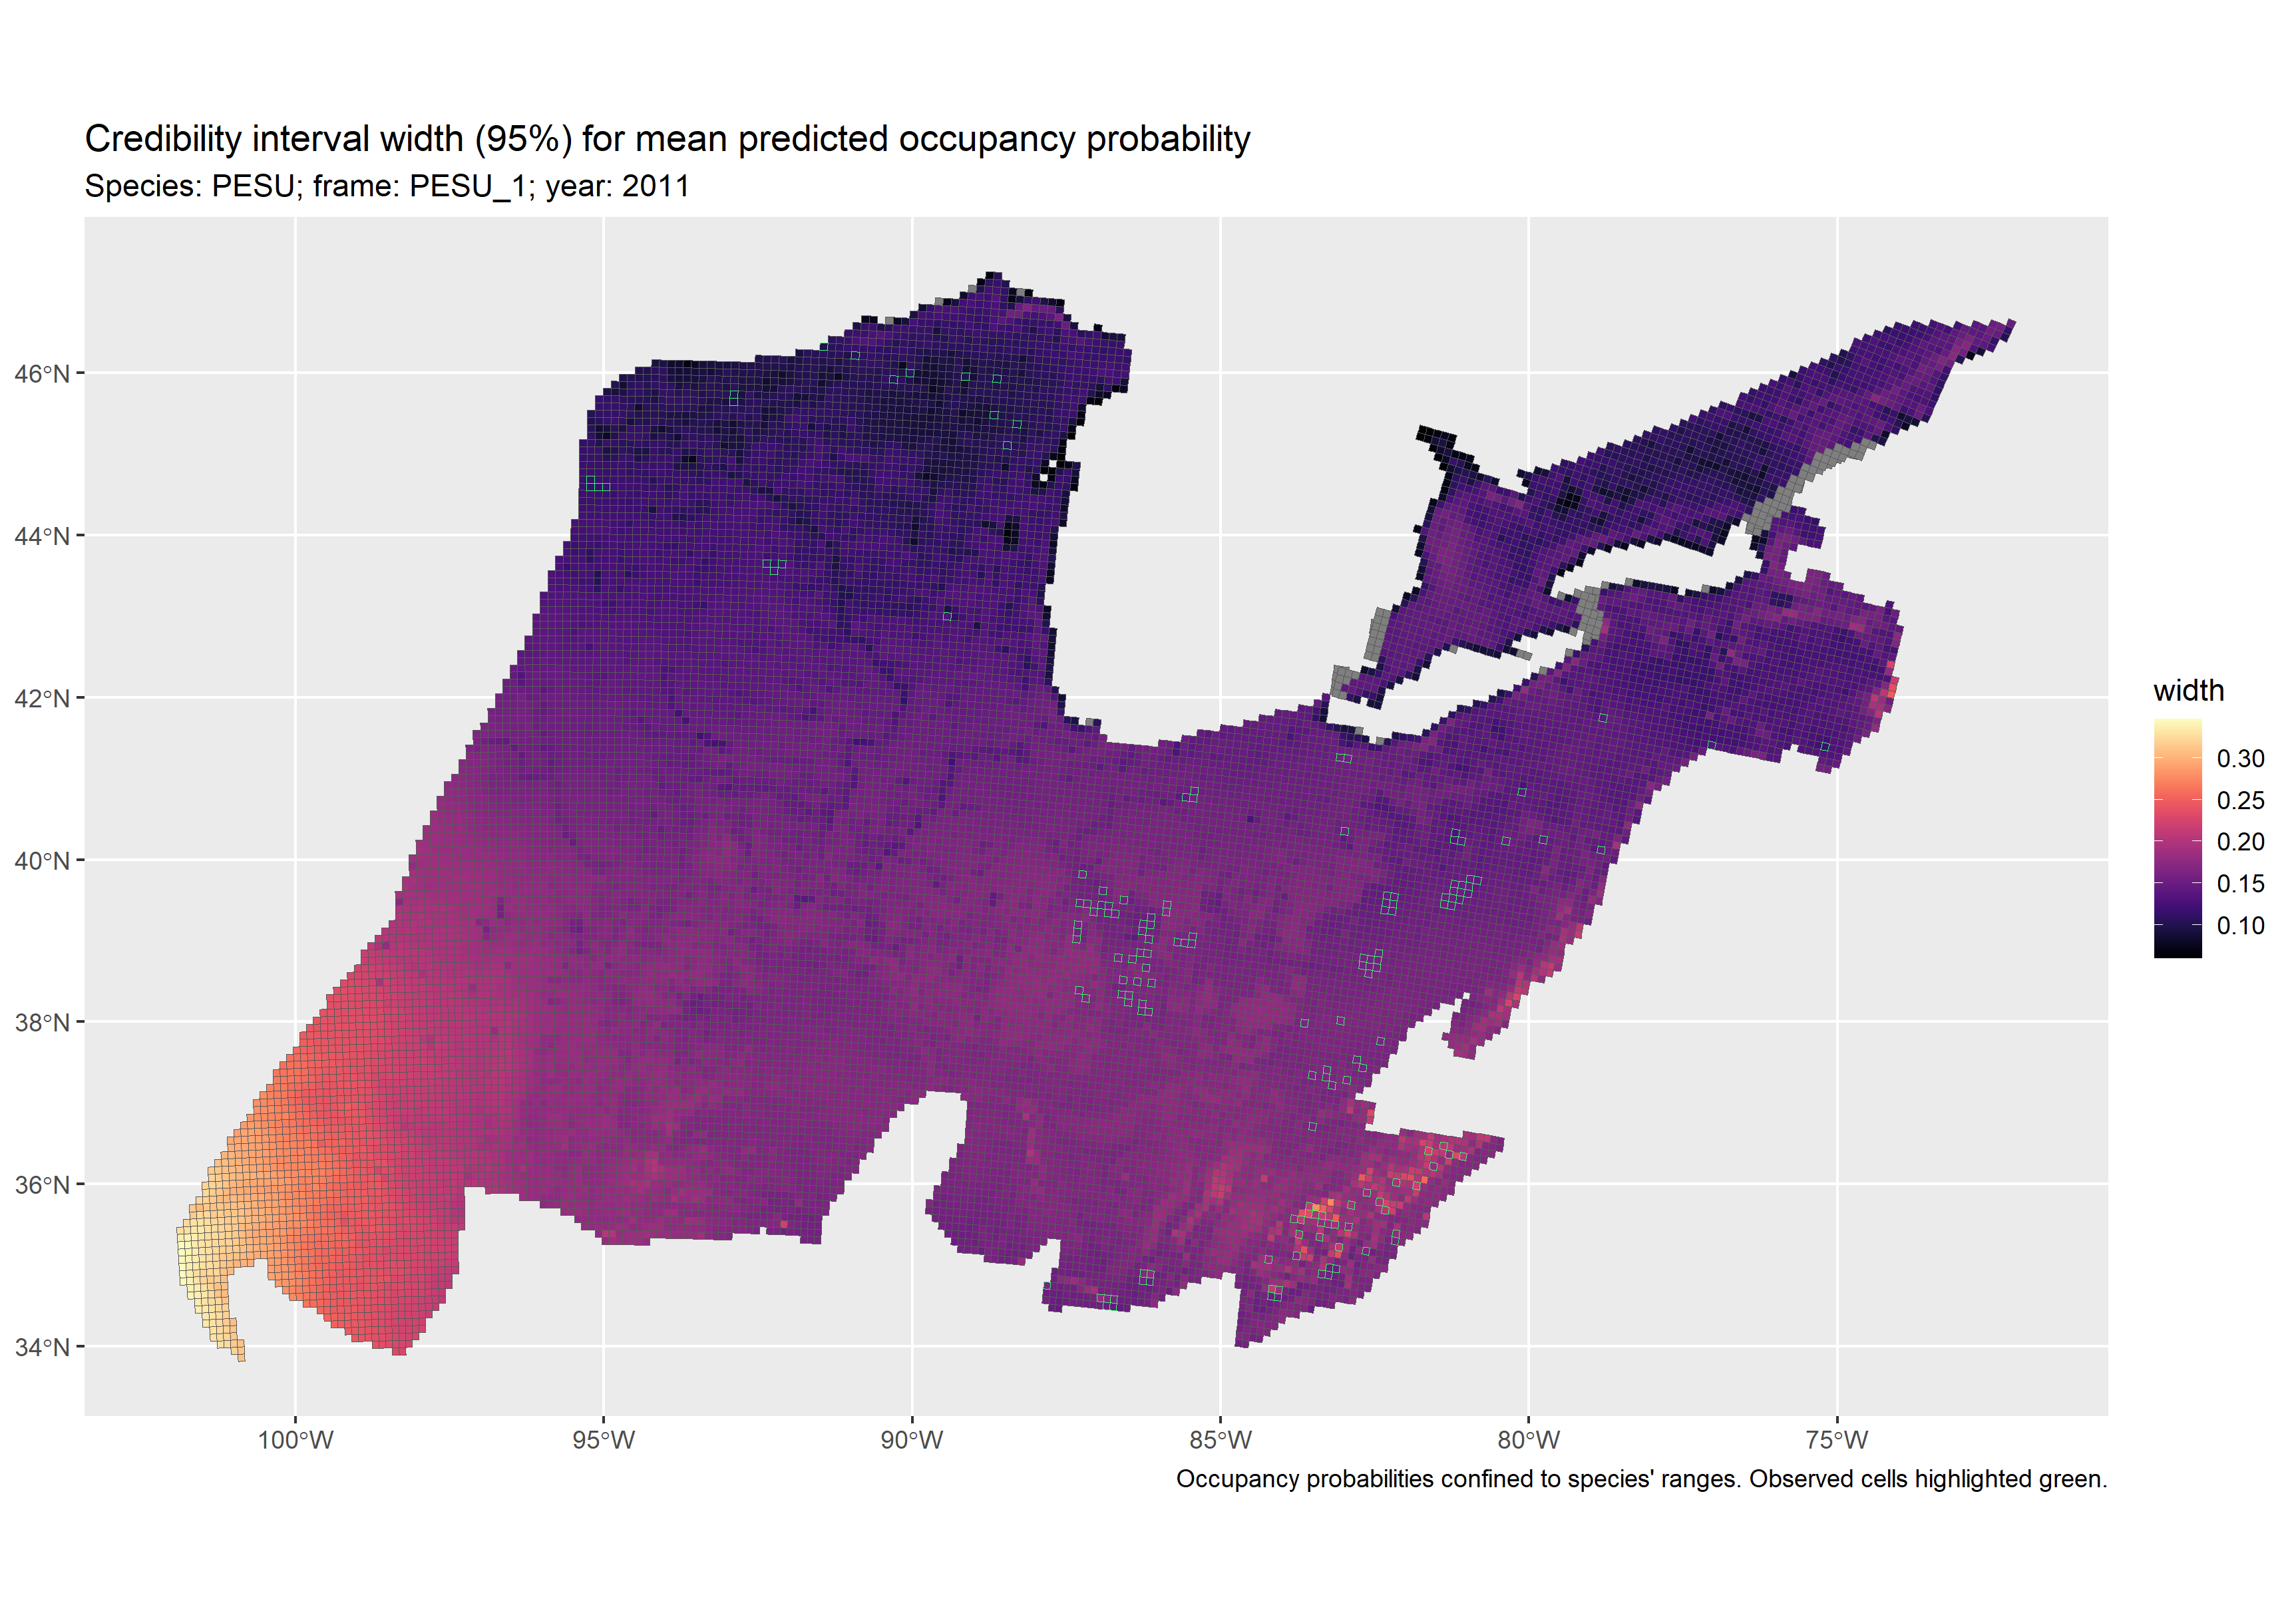 Credibility interval width (95%) for mean predicted occupancy probability
Species: PESU; frame: PESU_1; year: 2011
46°N
44°N
42°N
40°N
38°N
36°N
34°N
100°W
95°W
90°W
85°W
80°W
75°W
width
0.30
0.25
0.20
0.15
0.10
Occupancy probabilities confined to species' ranges. Observed cells highlighted green.